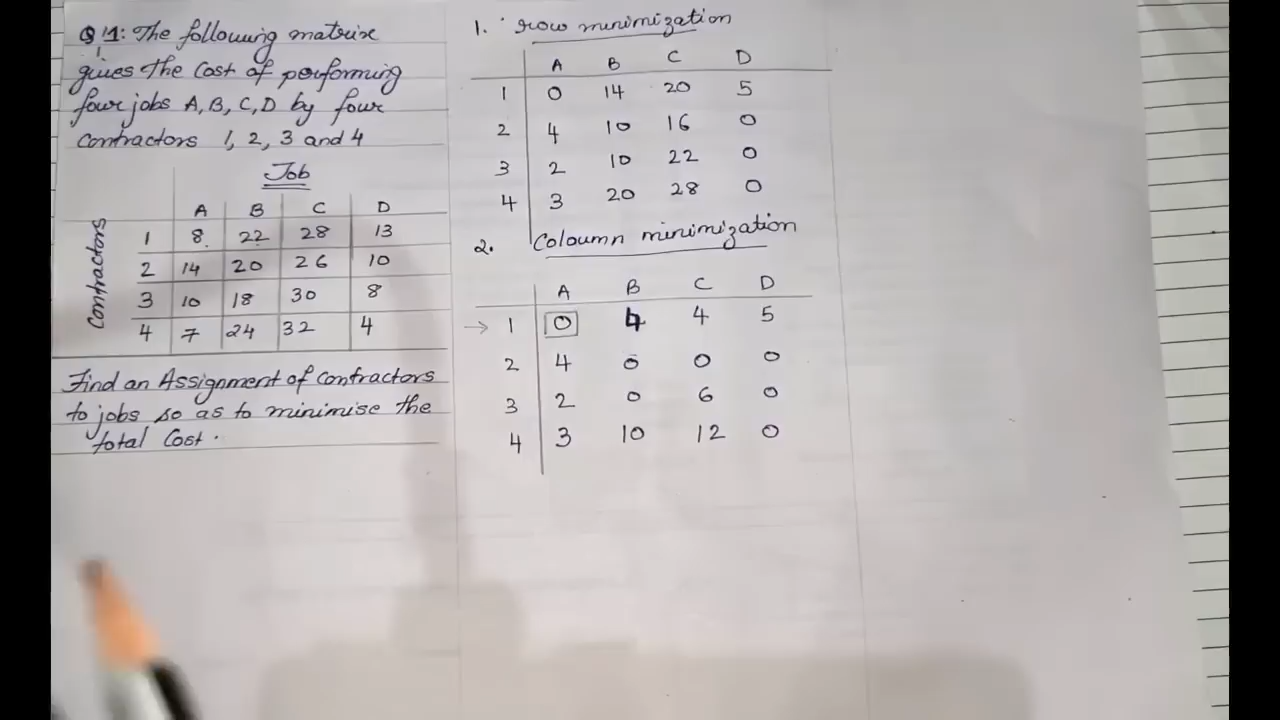 Q 1: The following matrix
gives the Cost of performing
four jobs A, B, C, D by four
contractors 1, 2, 3 and 4
Job
A B C D
Contractors
1 8 22 28 13
2 14 20 26 10
3 10 18 30 8
4 7 24 32 4
Find an Assignment of contractors
to jobs so as to minimise the
total Cost.
1. row minimization
A B C D
1 0 14 20 5
2 4 10 16 0
3 2 10 22 0
4 3 20 28 0
2. Coloumn minimization
A B C D
→ 1 0 4 4 5
2 4 0 0 0
3 2 0 6 0
4 3 10 12 0